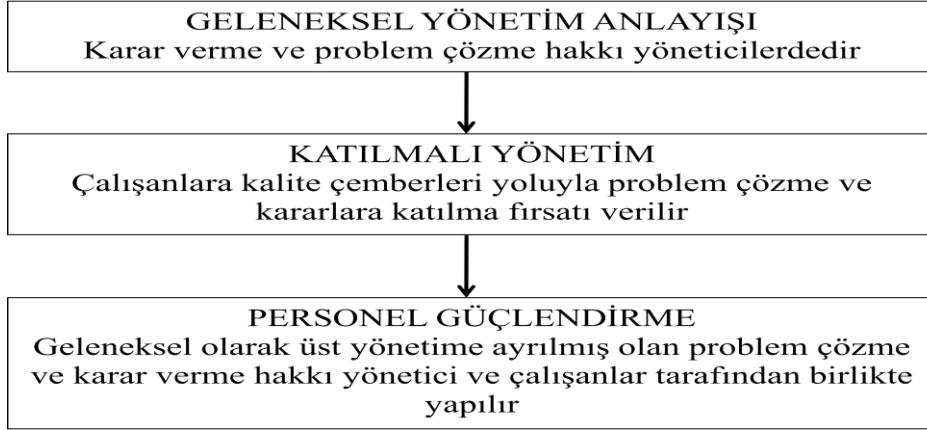 GELENEKSEL YÖNETİM ANLAYIŞI
Karar verme ve problem çözme hakkı yöneticilerdedir
KATILMALI YÖNETİM
Çalışanlara kalite çemberleri yoluyla problem çözme ve
kararlara katılma fırsatı verilir
PERSONEL GÜÇLENDİRME
Geleneksel olarak üst yönetime ayrılmış olan problem çözme
ve karar verme hakkı yönetici ve çalışanlar tarafından birlikte
yapılır